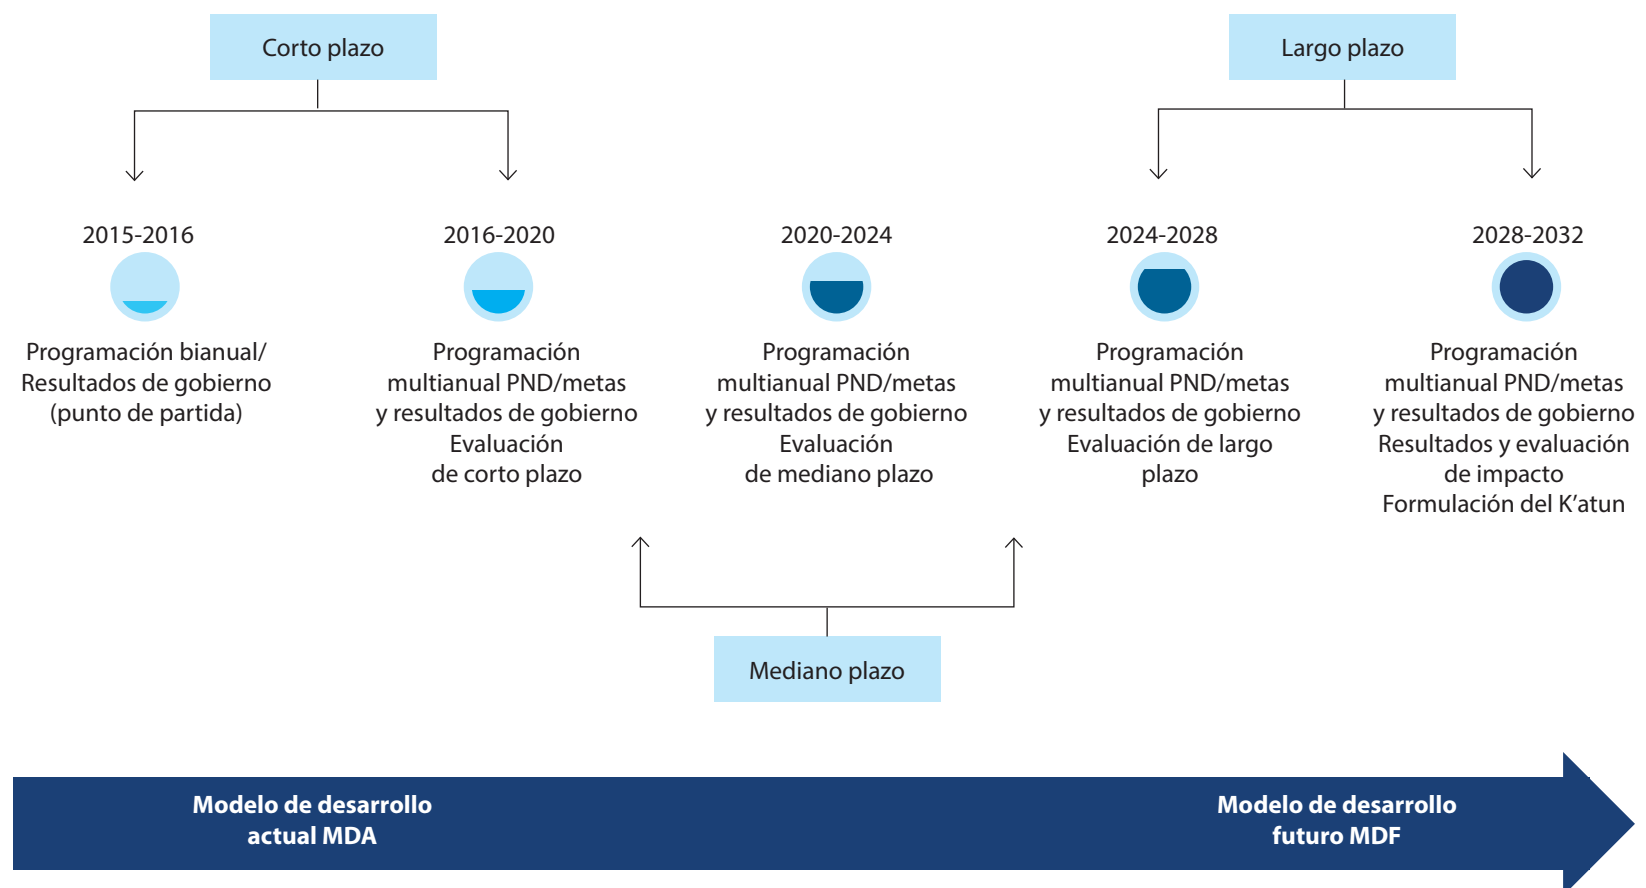 Corto plazo
Largo plazo
2015-2016
Programación bianual/
Resultados de gobierno
(punto de partida)
2016-2020
Programación
multianual PND/metas
y resultados de gobierno
Evaluación
de corto plazo
2020-2024
Programación
multianual PND/metas
y resultados de gobierno
Evaluación
de mediano plazo
2024-2028
Programación
multianual PND/metas
y resultados de gobierno
Evaluación de largo
plazo
2028-2032
Programación
multianual PND/metas
y resultados de gobierno
Resultados y evaluación
de impacto
Formulación del K’atun
Mediano plazo
Modelo de desarrollo
actual MDA
Modelo de desarrollo
futuro MDF